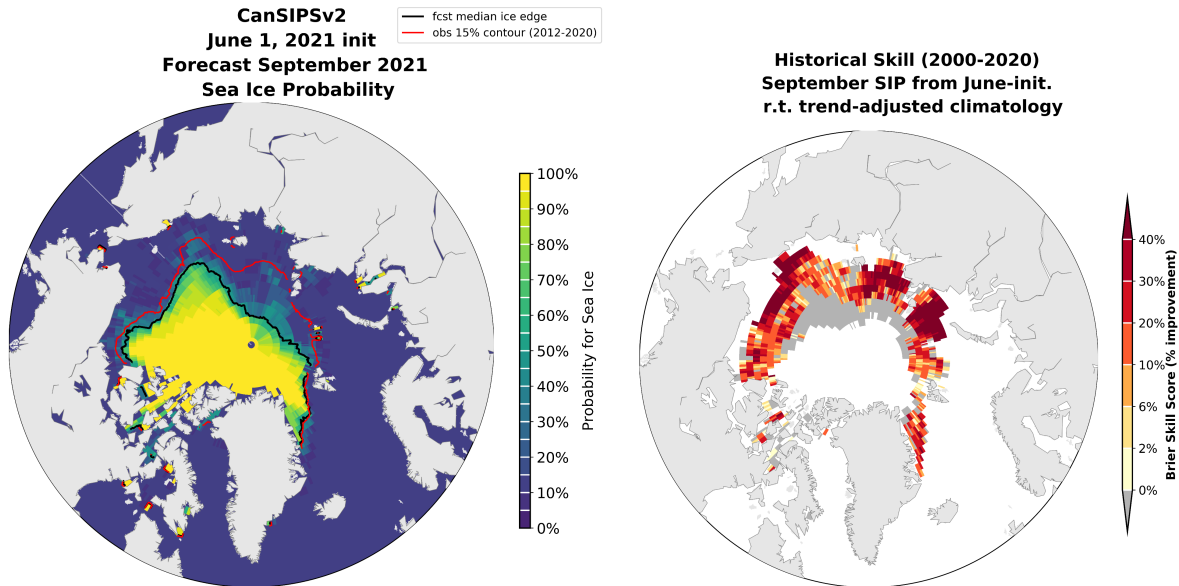 CanSIPSv2
June 1, 2021 init
Forecast September 2021
Sea Ice Probability
fcst median ice edge
obs 15% contour (2012-2020)
100%
90%
80%
70%
60%
50%
40%
30%
20%
10%
0%
Probability for Sea Ice
Historical Skill (2000-2020)
September SIP from June-init.
r.t. trend-adjusted climatology
40%
30%
20%
10%
6%
2%
0%
Brier Skill Score (% improvement)